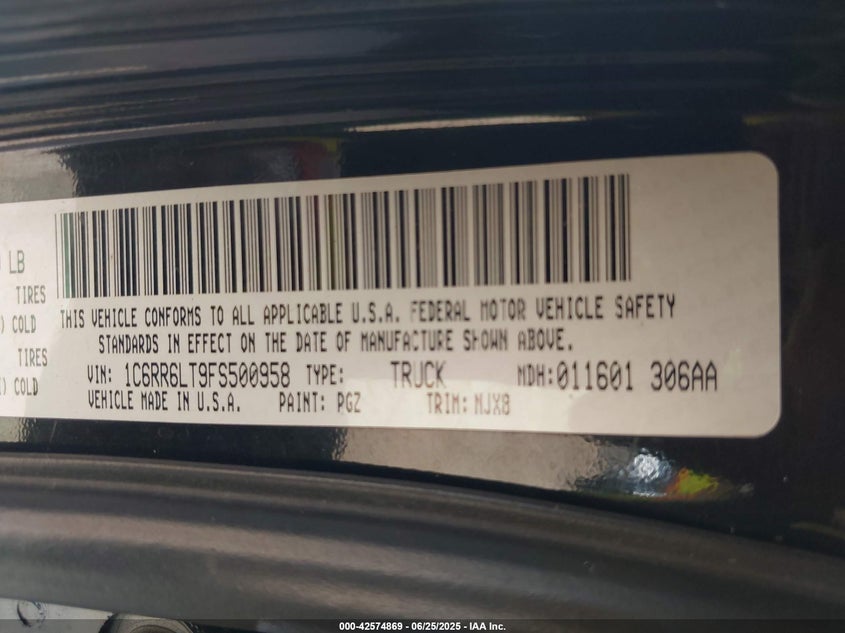 LB
TIRES
) COLD
TIRES
) COLD
THIS VEHICLE CONFORMS TO ALL APPLICABLE U.S.A. FEDERAL MOTOR VEHICLE SAFETY
STANDARDS IN EFFECT ON THE DATE OF MANUFACTURE SHOWN ABOVE.
VIN: 1C6RR6LT9FS500958 TYPE: TRUCK MDH:011601 306AA
VEHICLE MADE IN U.S.A. PAINT: PGZ TRIM: MJX8
000-42574869 - 06/25/2025 - IAA Inc.